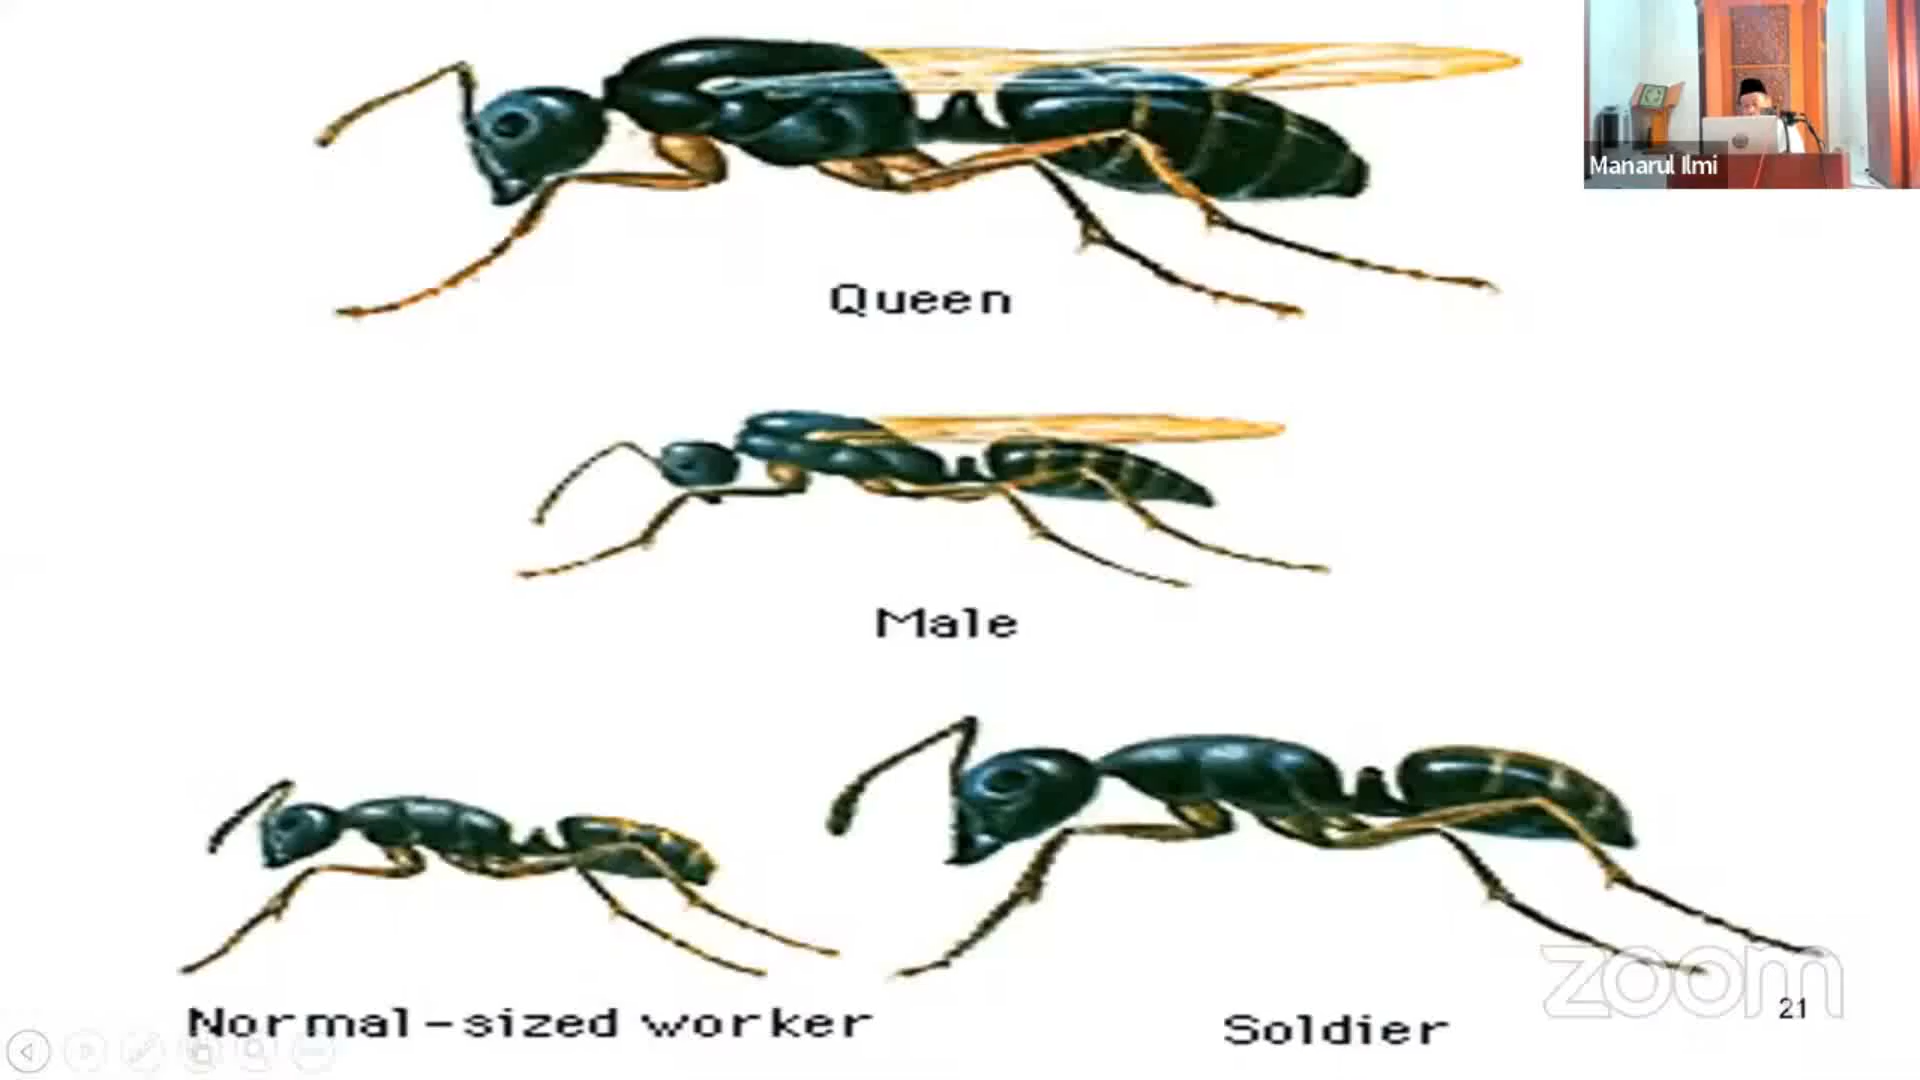 Manarul Ilmi
Queen
Male
Normal-sized worker
Soldier
zoom
21